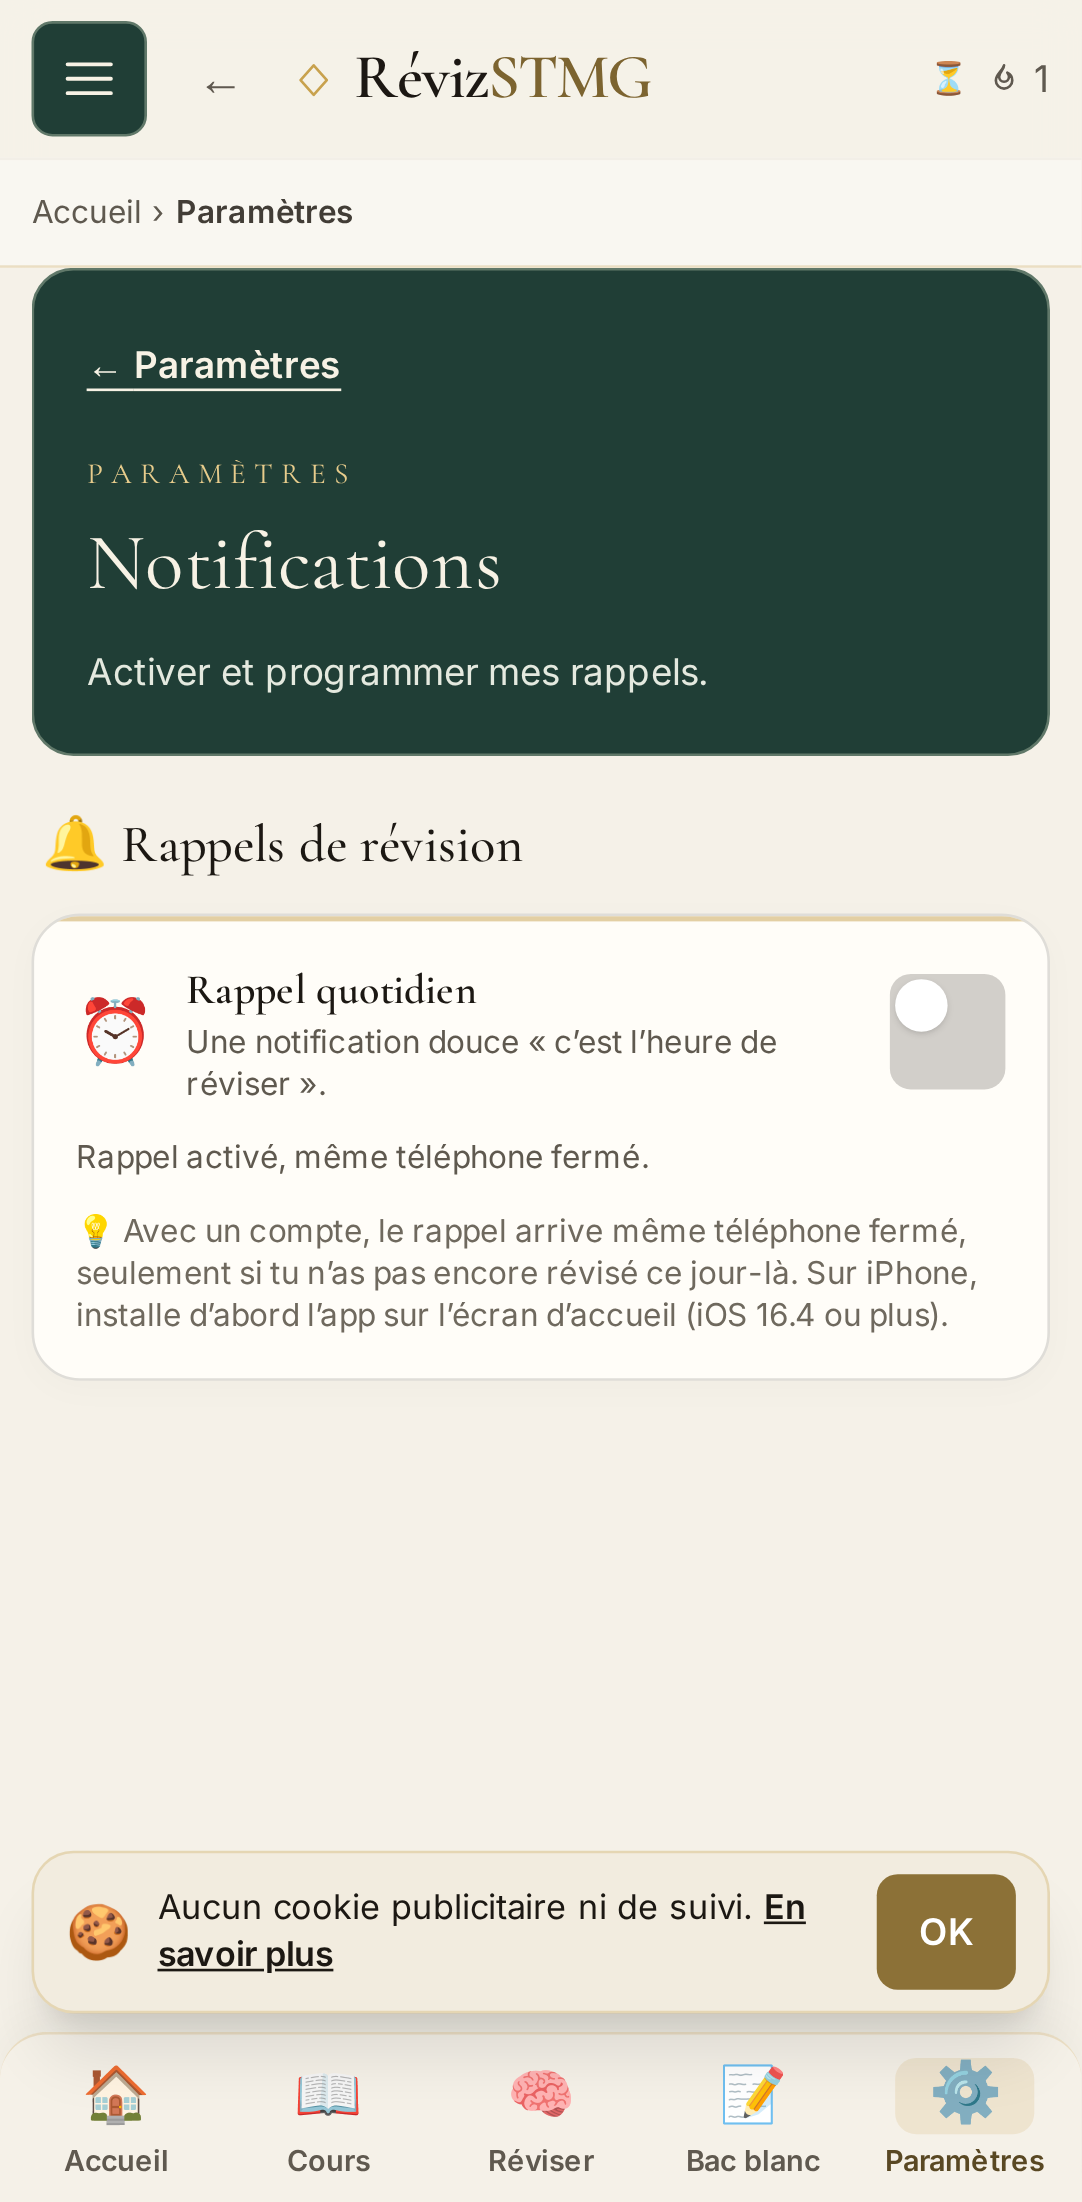 ← RévizSTMG 1
Accueil › Paramètres
← Paramètres
PARAMÈTRES
Notifications
Activer et programmer mes rappels.
Rappels de révision
Rappel quotidien
Une notification douce « c’est l’heure de
réviser ».
Rappel activé, même téléphone fermé.
Avec un compte, le rappel arrive même téléphone fermé,
seulement si tu n’as pas encore révisé ce jour-là. Sur iPhone,
installe d’abord l’app sur l’écran d’accueil (iOS 16.4 ou plus).
Aucun cookie publicitaire ni de suivi. En
savoir plus
OK
Accueil Cours Réviser Bac blanc Paramètres